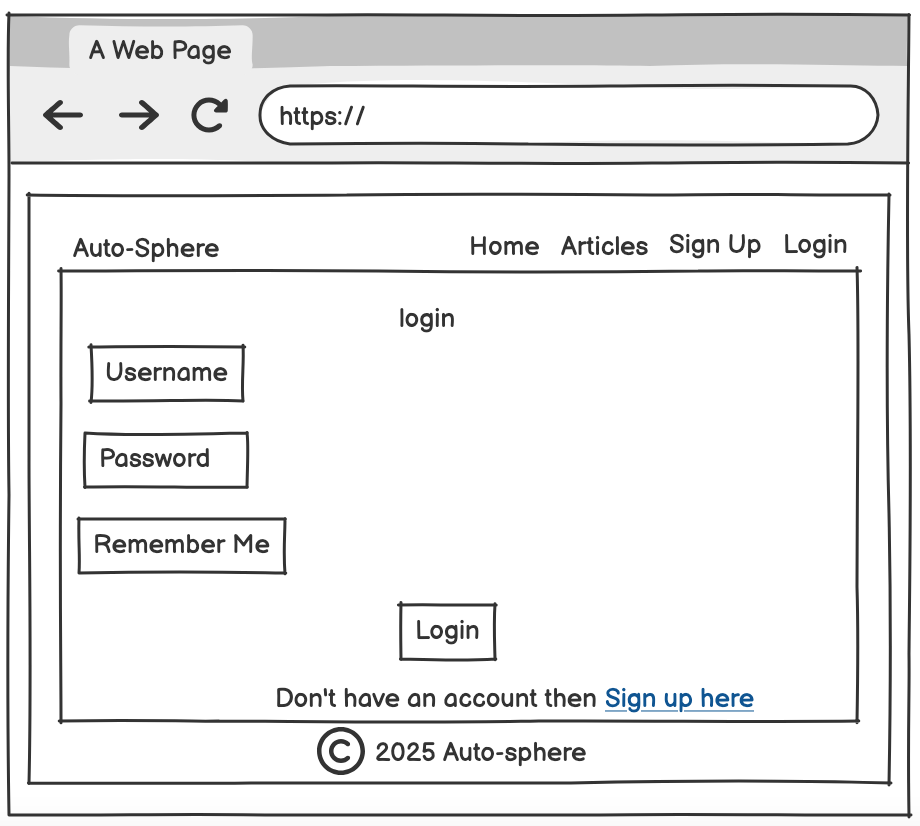 A Web Page
https://
Auto-Sphere Home Articles Sign Up Login
login
Username
Password
Remember Me
Login
Don't have an account then Sign up here
© 2025 Auto-sphere